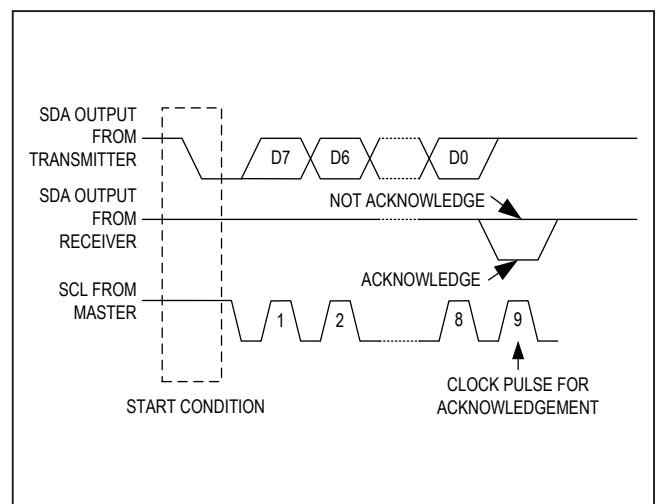 SDA OUTPUT
FROM
TRANSMITTER
D7
D6
D0
SDA OUTPUT
FROM
RECEIVER
NOT ACKNOWLEDGE
ACKNOWLEDGE
SCL FROM
MASTER
1
2
8
9
START CONDITION
CLOCK PULSE FOR
ACKNOWLEDGEMENT